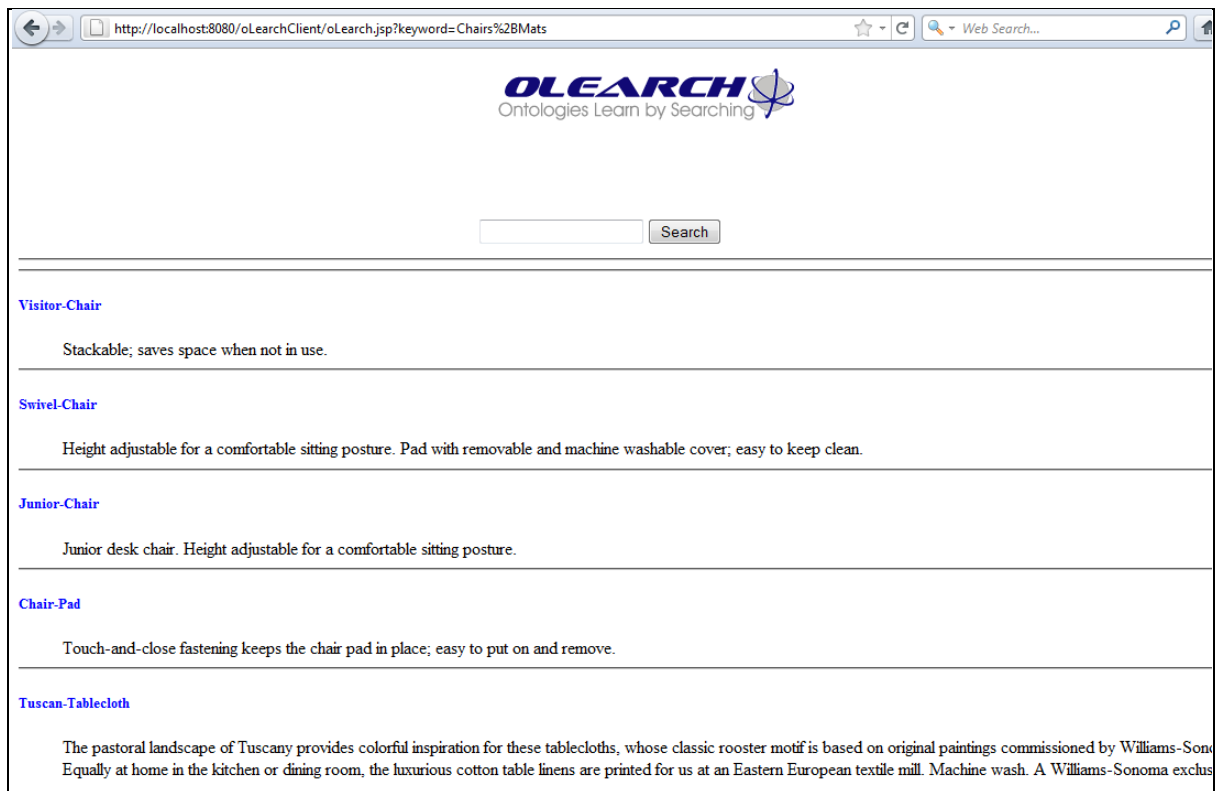 http://localhost:8080/oLearchClient/oLearch.jsp?keyword=Chairs%2BMats
Web Search...
OLEARCH
Ontologies Learn by Searching
Search
Visitor-Chair
Stackable; saves space when not in use.
Swivel-Chair
Height adjustable for a comfortable sitting posture. Pad with removable and machine washable cover; easy to keep clean.
Junior-Chair
Junior desk chair. Height adjustable for a comfortable sitting posture.
Chair-Pad
Touch-and-close fastening keeps the chair pad in place; easy to put on and remove.
Tuscan-Tablecloth
The pastoral landscape of Tuscany provides colorful inspiration for these tablecloths, whose classic rooster motif is based on original paintings commissioned by Williams-Son
Equally at home in the kitchen or dining room, the luxurious cotton table linens are printed for us at an Eastern European textile mill. Machine wash. A Williams-Sonoma exclus